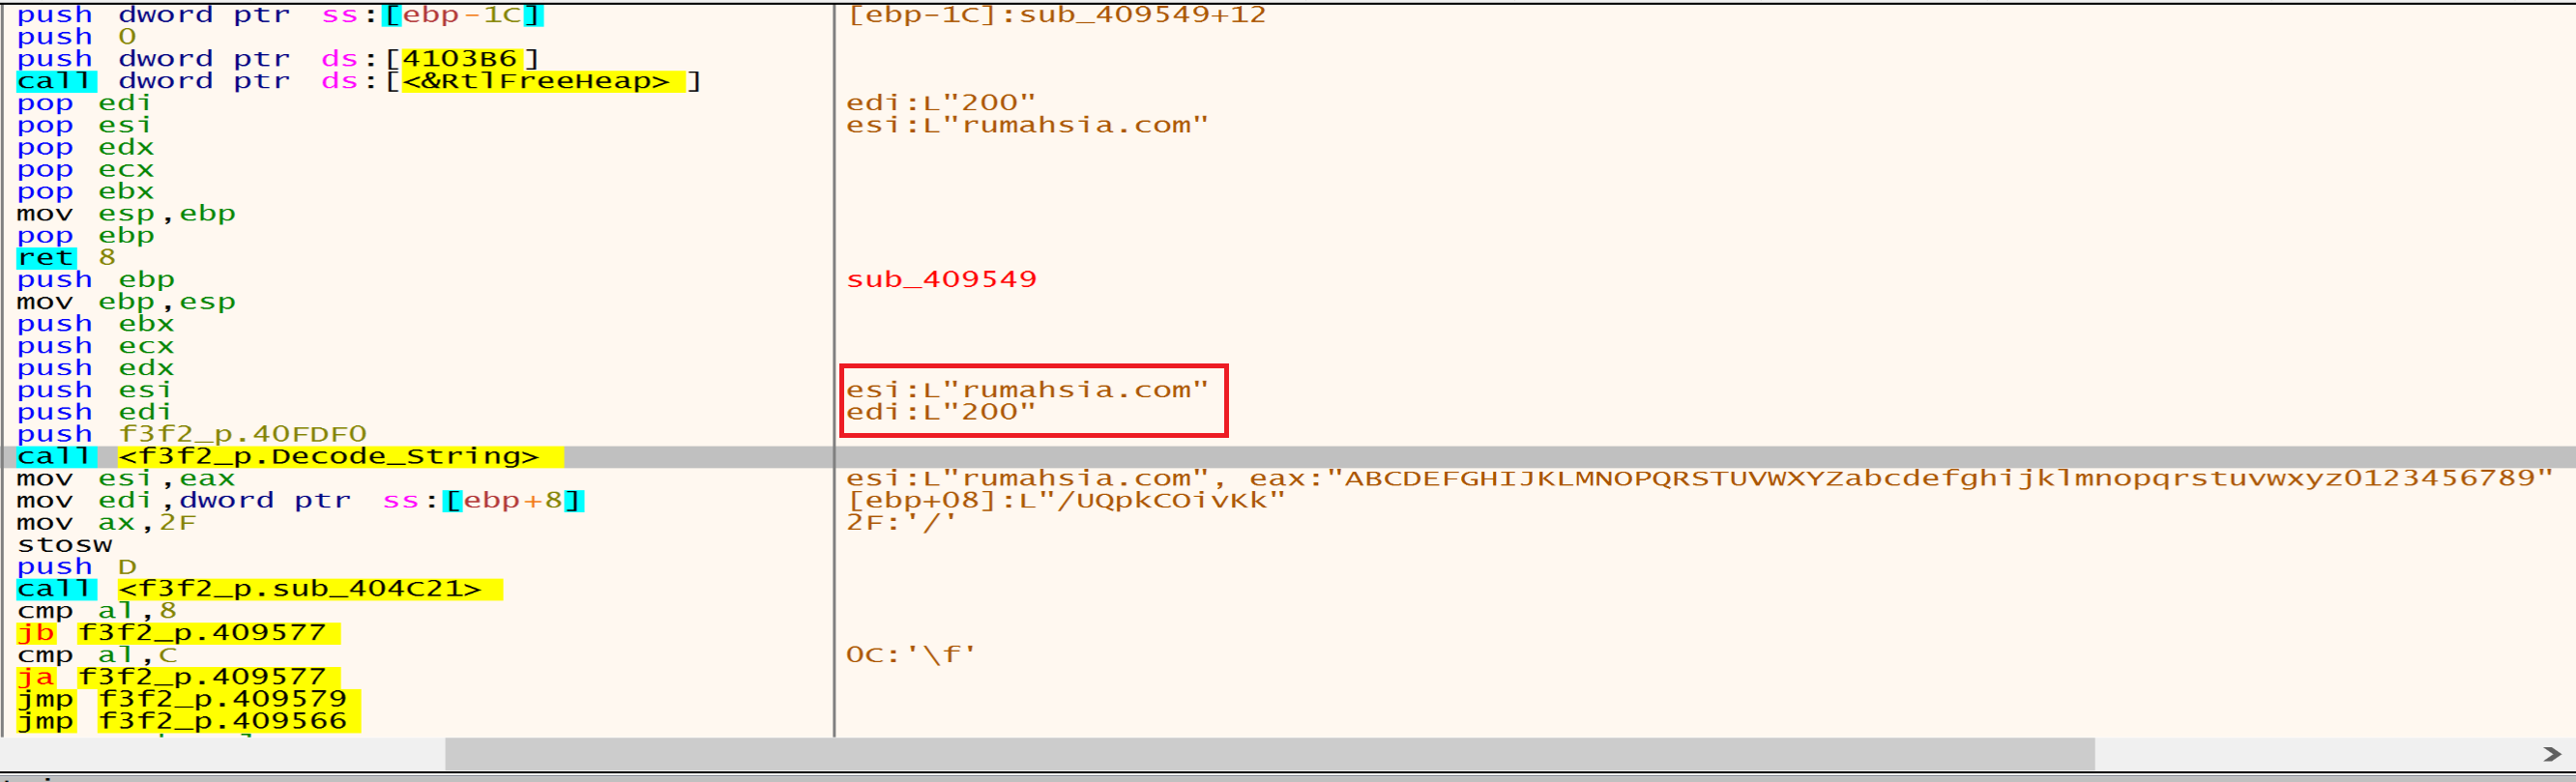 push dword ptr ss:[ebp-1C] [ebp-1C]:sub_409549+12
push 0
push dword ptr ds:[4103B6]
call dword ptr ds:[<&RtlFreeHeap>]
pop edi edi:L"200"
pop esi esi:L"rumahsia.com"
pop edx
pop ecx
pop ebx
mov esp,ebp
pop ebp
ret 8
push ebp sub_409549
mov ebp,esp
push ebx
push ecx
push edx
push esi esi:L"rumahsia.com"
push edi edi:L"200"
push f3f2_p.40FDF0
call <f3f2_p.Decode_String>
mov esi,eax esi:L"rumahsia.com", eax:"ABCDEFGHIJKLMNOPQRSTUVWXYZabcdefghijklmnopqrstuvwxyz0123456789"
mov edi,dword ptr ss:[ebp+8] [ebp+08]:L"/UQpkCOivKk"
mov ax,2F 2F:'/'
stosw
push D
call <f3f2_p.sub_404C21>
cmp al,8
jb f3f2_p.409577
cmp al,C 0C:'\f'
ja f3f2_p.409577
jmp f3f2_p.409579
jmp f3f2_p.409566